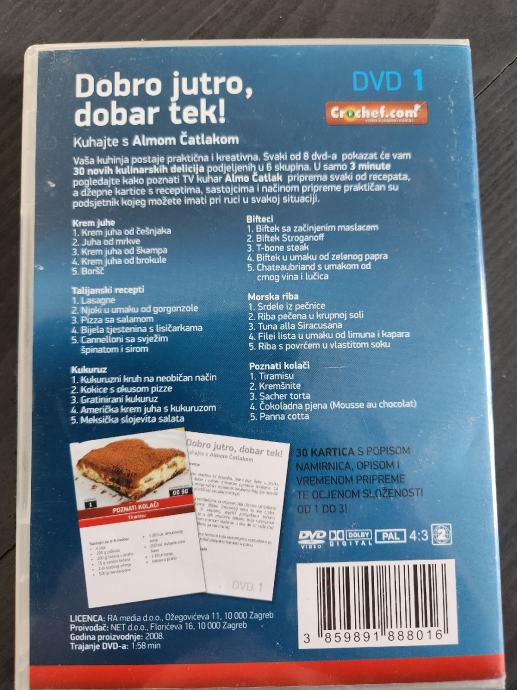 Dobro jutro,
dobar tek!
DVD 1
Crochef.com
Kuhajte s Almom Čatlakom
Vaša kuhinja postaje praktična i kreativna. Svaki od 8 dvd-a pokazat će vam
30 novih kulinarskih delicija podjeljenih u 6 skupina. U samo 3 minute
pogledajte kako poznati TV kuhar Almo Čatlak priprema svaki od recepata,
a džepne kartice s receptima, sastojcima i načinom pripreme praktičan su
podsjetnik kojeg možete imati pri ruci u svakoj situaciji.
Krem juhe
1. Krem juha od češnjaka
2. Juha od mrkve
3. Krem juha od škampa
4. Krem juha od brokule
5. Boršč
Talijanski recepti
1. Lasagne
2. Njoki u umaku od gorgonzole
3. Pizza sa salamom
4. Bijela tjestenina s lisičarkama
5. Cannelloni sa svježim
špinatom i sirom
Kukuruz
1. Kukuruzni kruh na neobičan način
2. Kokice s okusom pizze
3. Gratinirani kukuruz
4. Američka krem juha s kukuruzom
5. Meksička slojevita salata
Bifteci
1. Biftek sa začinjenim maslacem
2. Biftek Stroganoff
3. T-bone steak
4. Biftek u umaku od zelenog papra
5. Chateaubriand s umakom od
crnog vina i lučica
Morska riba
1. Srdele iz pećnice
2. Riba pečena u krupnoj soli
3. Tuna alla Siracusana
4. Filei lista u umaku od limuna i kapara
5. Riba s povrćem u vlastitom soku
Poznati kolači
1. Tiramisu
2. Kremšnite
3. Sacher torta
4. Čokoladna pjena (Mousse au chocolat)
5. Panna cotta
POZNATI KOLAČI
Tiramisu
Dobro jutro, dobar tek!
Kuhajte s Almom Čatlakom
DVD 1
30 KARTICA S POPISOM
NAMIRNICA, OPISOM I
VREMENOM PRIPREME
TE OCJENOM SLOŽENOSTI
OD 1 DO 3!
DVD VIDEO DOLBY DIGITAL PAL 4:3 2
3 859891 888016
LICENCA: RA media d.o.o., Ožegovićeva 11, 10 000 Zagreb
Proizvođač: NET d.o.o., Florićeva 16, 10 000 Zagreb
Godina proizvodnje: 2008.
Trajanje DVD-a: 1:58 min